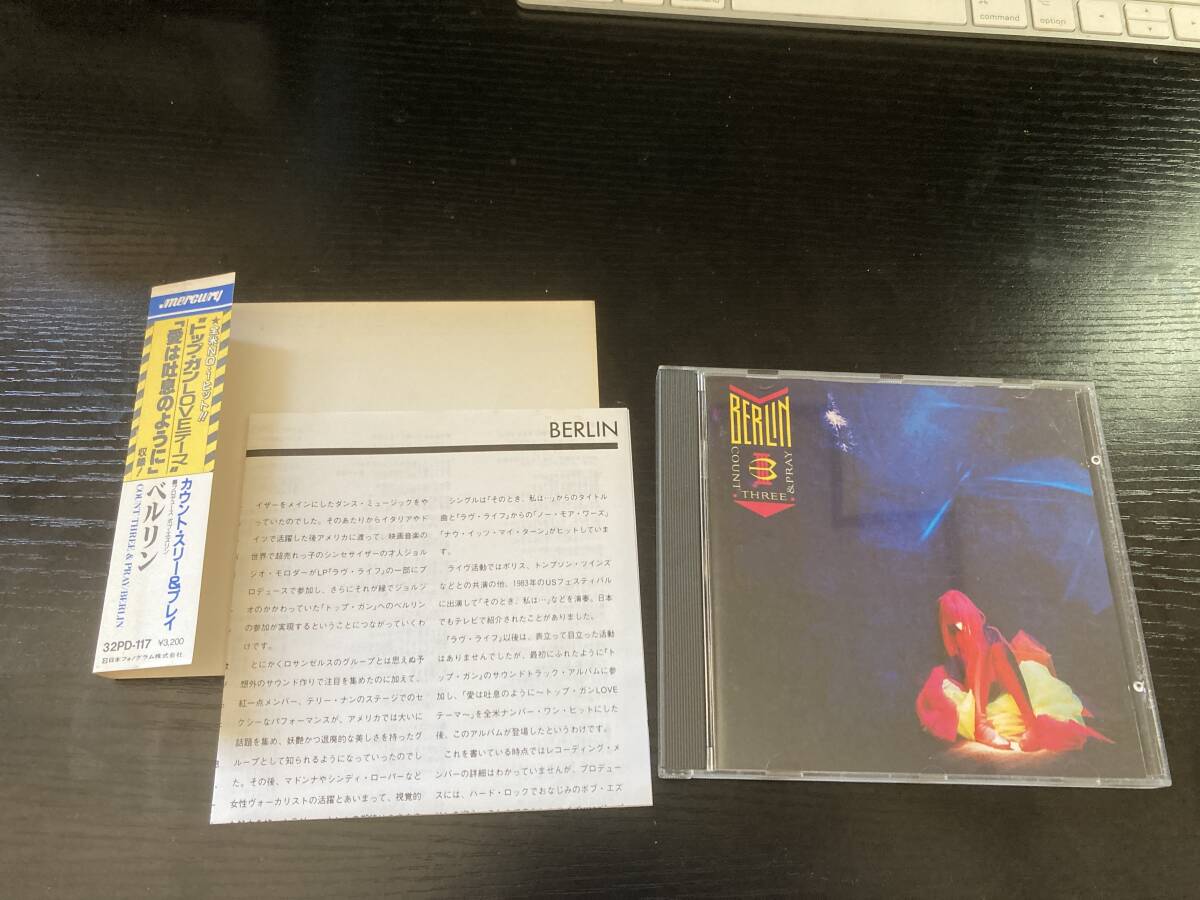 command
option
mercury
★全米NO.1ヒット!!
"トップ・ガンLOVEテーマ"
「愛は吐息のように」
収録!
カウント・スリー&プレイ
ベルリン
COUNT THREE & PRAY/BERLIN
32PD-117 ¥3,200
日本フォノグラム株式会社
BERLIN
イザーをメインにしたダンス・ミュージックをや
っていたのでした。そのあたりからイタリアやド
イツで活躍した後アメリカに渡って、映画音楽の
世界で超売れっ子のシンセサイザーの才人ジョル
ジオ・モロダーがLP『ラヴ・ライフ』の一部にプ
ロデュースで参加し、さらにそれが縁でジョルジ
オのかかわっていた『トップ・ガン』へのベルリン
の参加が実現するということにつながっていくわ
けです。
とにかくロサンゼルスのグループとは思えぬ予
想外のサウンド作りで注目を集めたのに加えて、
紅一点メンバー、テリー・ナンのステージでのセ
クシーなパフォーマンスが、アメリカでは大いに
話題を集め、妖艶かつ退廃的な美しさを持ったグ
ループとして知られるようになっていったのでし
た。その後、マドンナやシンディ・ローパーなど
女性ヴォーカリストの活躍とあいまって、視覚的
シングルは『そのとき、私は…』からのタイトル
曲と『ラヴ・ライフ』からの「ノー・モア・ワーズ」
「ナウ・イッツ・マイ・ターン」がヒットしていま
す。
ライヴ活動ではポリス、トンプソン・ツインズ
などとの共演の他、1983年のUSフェスティバル
に出演して「そのとき、私は…」などを演奏。日本
でもテレビで紹介されたことがありました。
『ラヴ・ライフ』以後は、表立って目立った活動
はありませんでしたが、最初にふれたように『ト
ップ・ガン』のサウンドトラック・アルバムに参
加し、「愛は吐息のように〜トップ・ガンLOVE
テーマ〜」を全米ナンバー・ワン・ヒットにした
後、このアルバムが登場したというわけです。
これを書いている時点ではレコーディング・メ
ンバーの詳細はわかっていませんが、プロデュー
スには、ハード・ロックでおなじみのボブ・エズ
BERLIN
COUNT
THREE
& PRAY